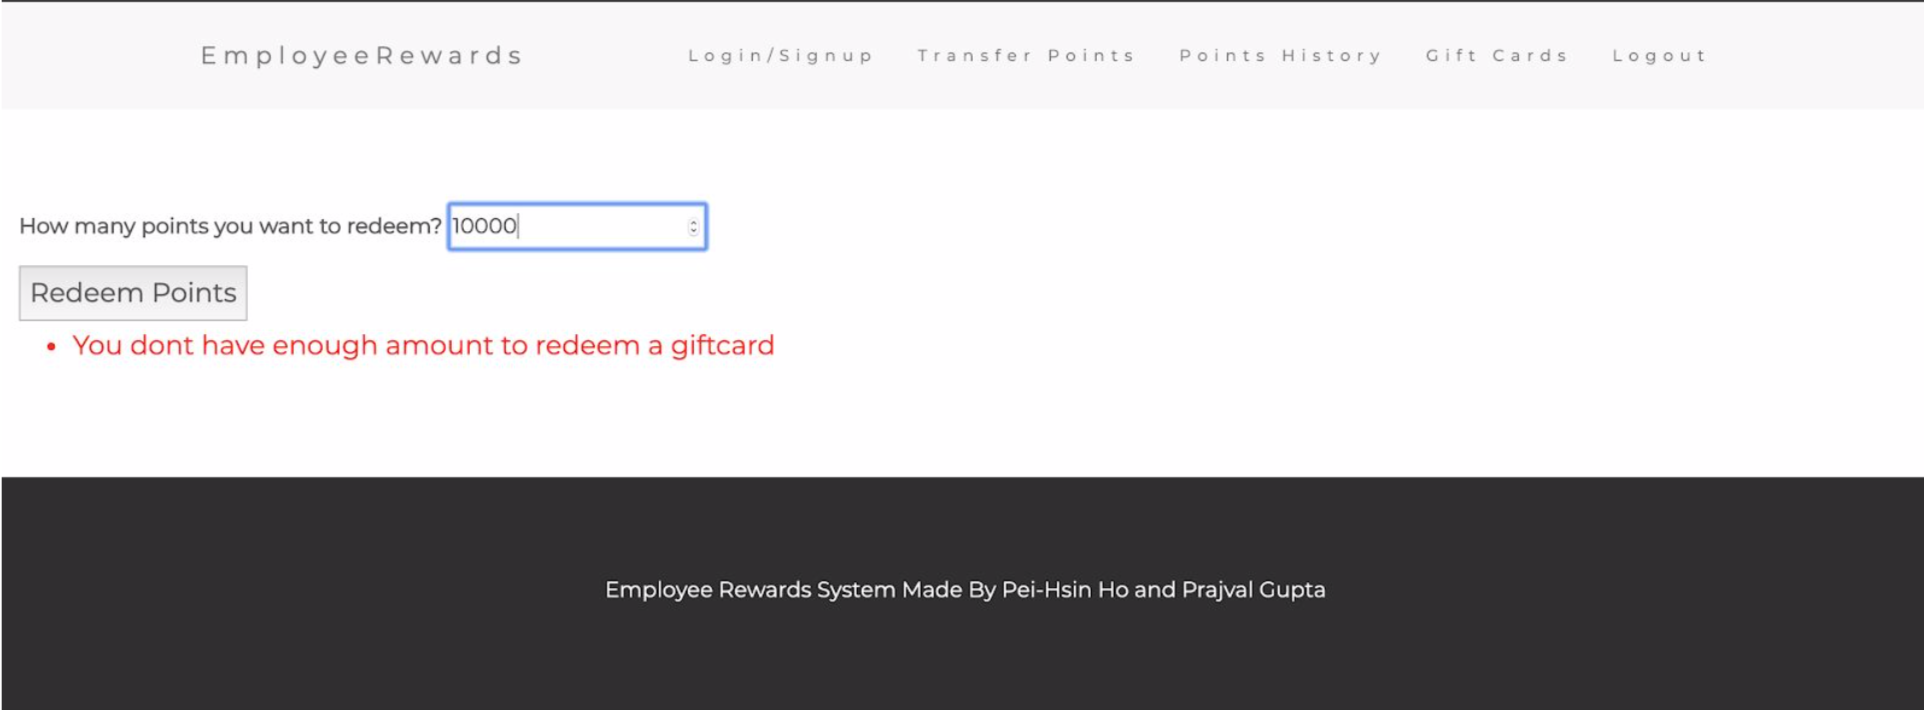 EmployeeRewards Login/Signup Transfer Points Points History Gift Cards Logout
How many points you want to redeem? 10000
Redeem Points
• You dont have enough amount to redeem a giftcard
Employee Rewards System Made By Pei-Hsin Ho and Prajval Gupta